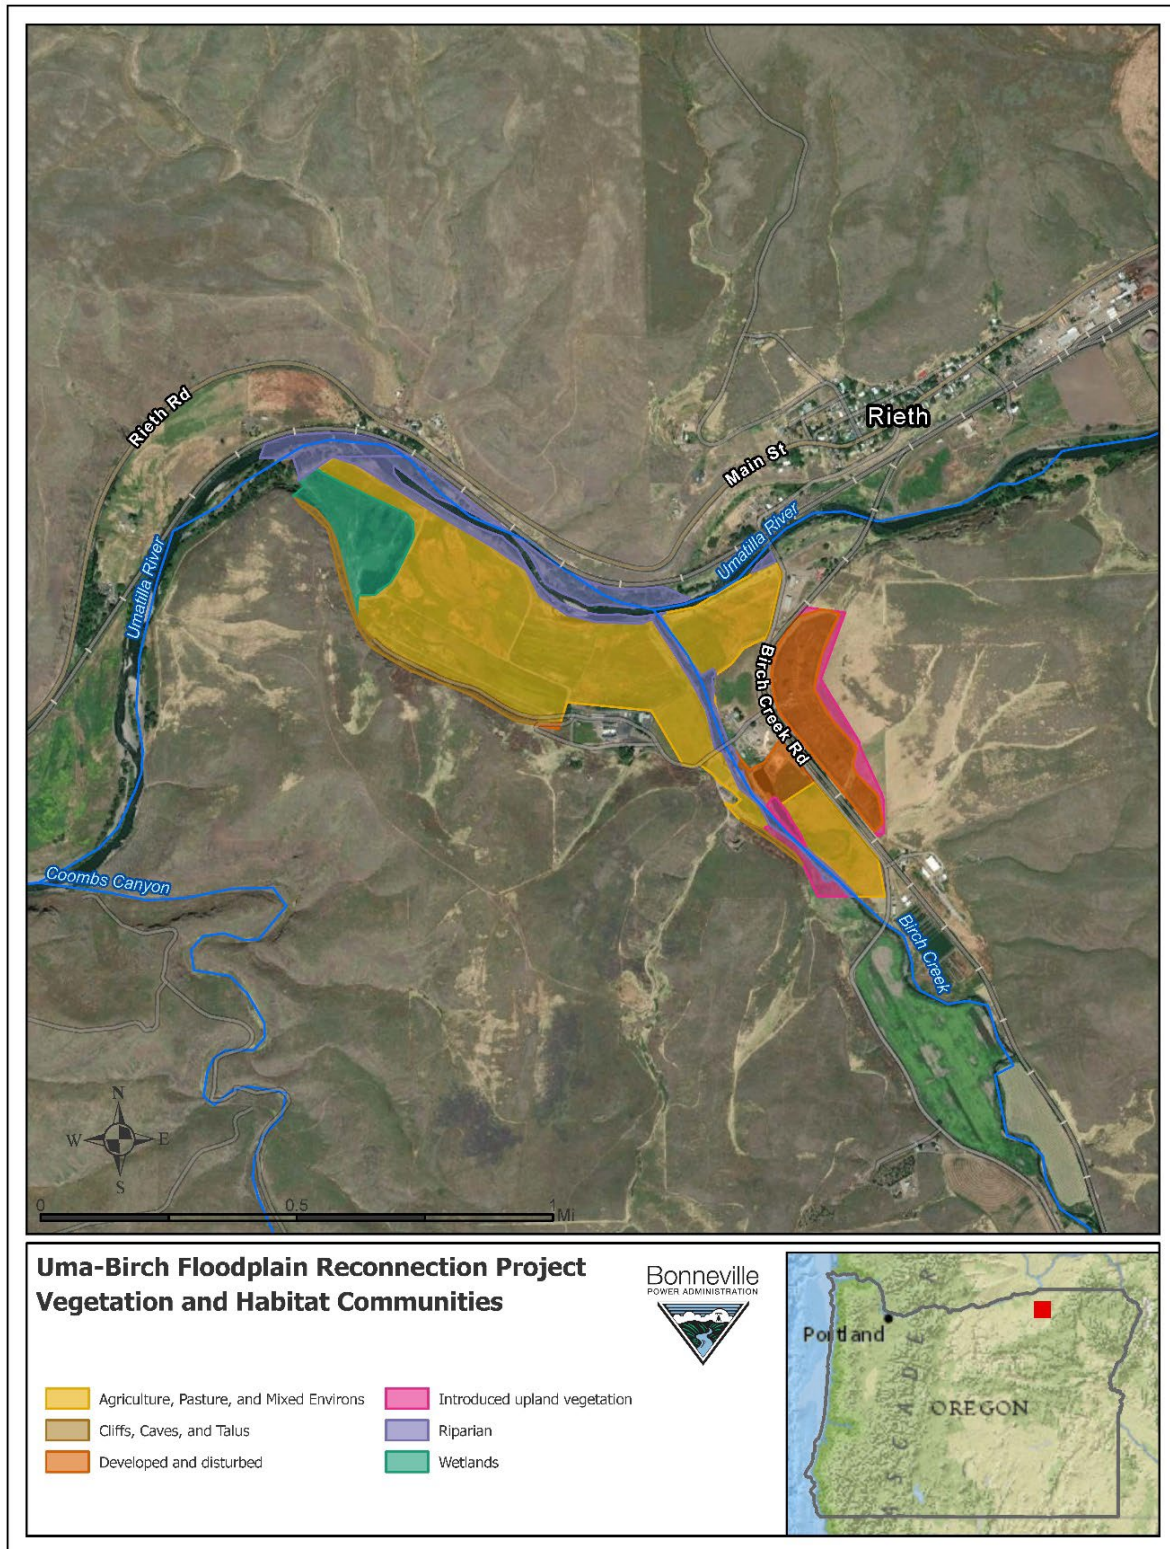 Rieth Rd
Rieth
Main St
Umatilla River
Umatilla River
Birch Creek Rd
Coombs Canyon
Birch Creek
N
W
E
S
0
0.5
1
Mi
Uma-Birch Floodplain Reconnection Project
Vegetation and Habitat Communities
Bonneville
POWER ADMINISTRATION
Agriculture, Pasture, and Mixed Environs
Cliffs, Caves, and Talus
Developed and disturbed
Introduced upland vegetation
Riparian
Wetlands
Portland
OREGON